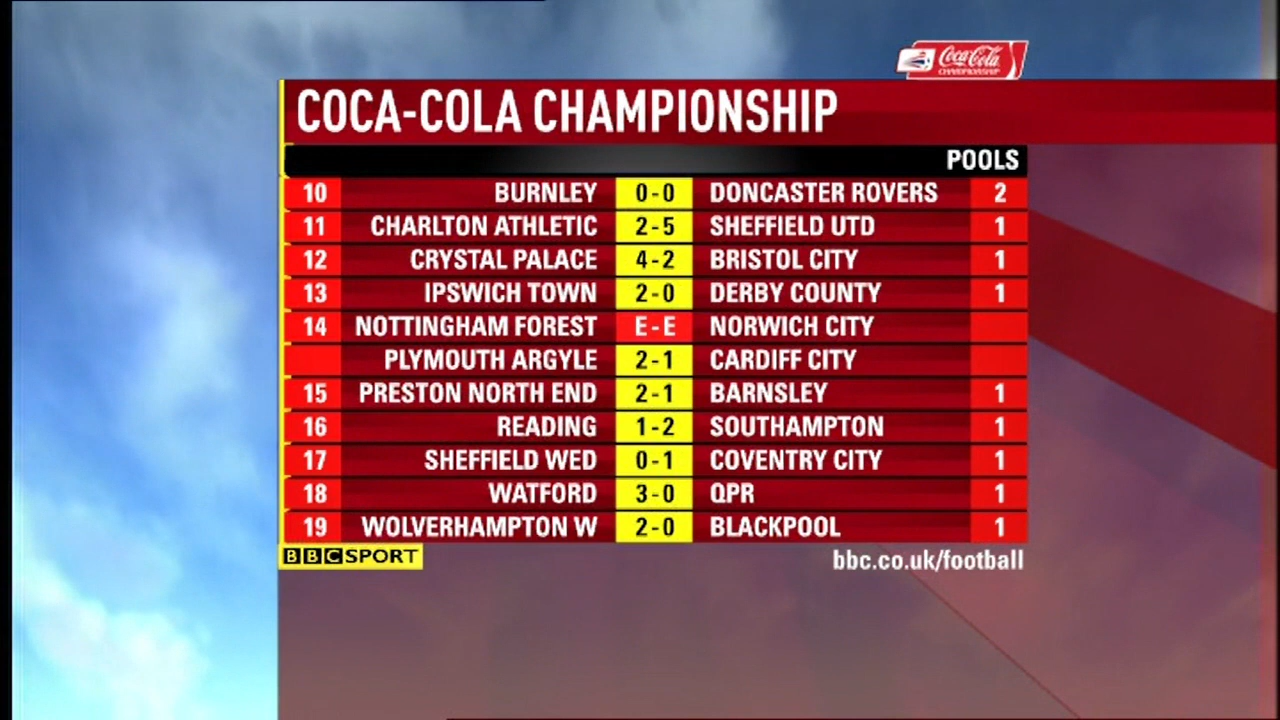 Coca-Cola
CHAMPIONSHIP
COCA-COLA CHAMPIONSHIP
POOLS
10 BURNLEY 0-0 DONCASTER ROVERS 2
11 CHARLTON ATHLETIC 2-5 SHEFFIELD UTD 1
12 CRYSTAL PALACE 4-2 BRISTOL CITY 1
13 IPSWICH TOWN 2-0 DERBY COUNTY 1
14 NOTTINGHAM FOREST E-E NORWICH CITY
PLYMOUTH ARGYLE 2-1 CARDIFF CITY
15 PRESTON NORTH END 2-1 BARNSLEY 1
16 READING 1-2 SOUTHAMPTON 1
17 SHEFFIELD WED 0-1 COVENTRY CITY 1
18 WATFORD 3-0 QPR 1
19 WOLVERHAMPTON W 2-0 BLACKPOOL 1
BBC SPORT bbc.co.uk/football